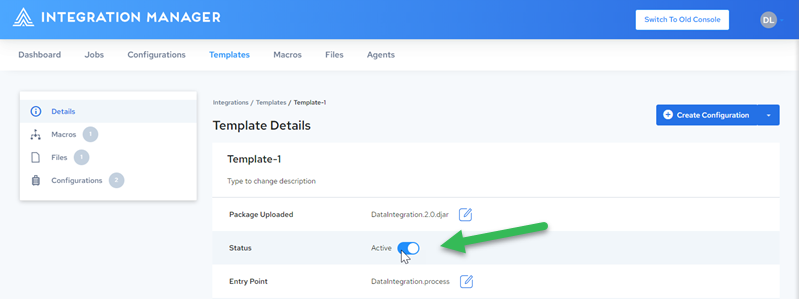 INTEGRATION MANAGER
Switch To Old Console
DL
Dashboard Jobs Configurations Templates Macros Files Agents
Details
Macros 1
Files 1
Configurations 2
Integrations / Templates / Template-1
Template Details
Create Configuration
Template-1
Type to change description
Package Uploaded DataIntegration.2.0.djar
Status Active
Entry Point DataIntegration.process